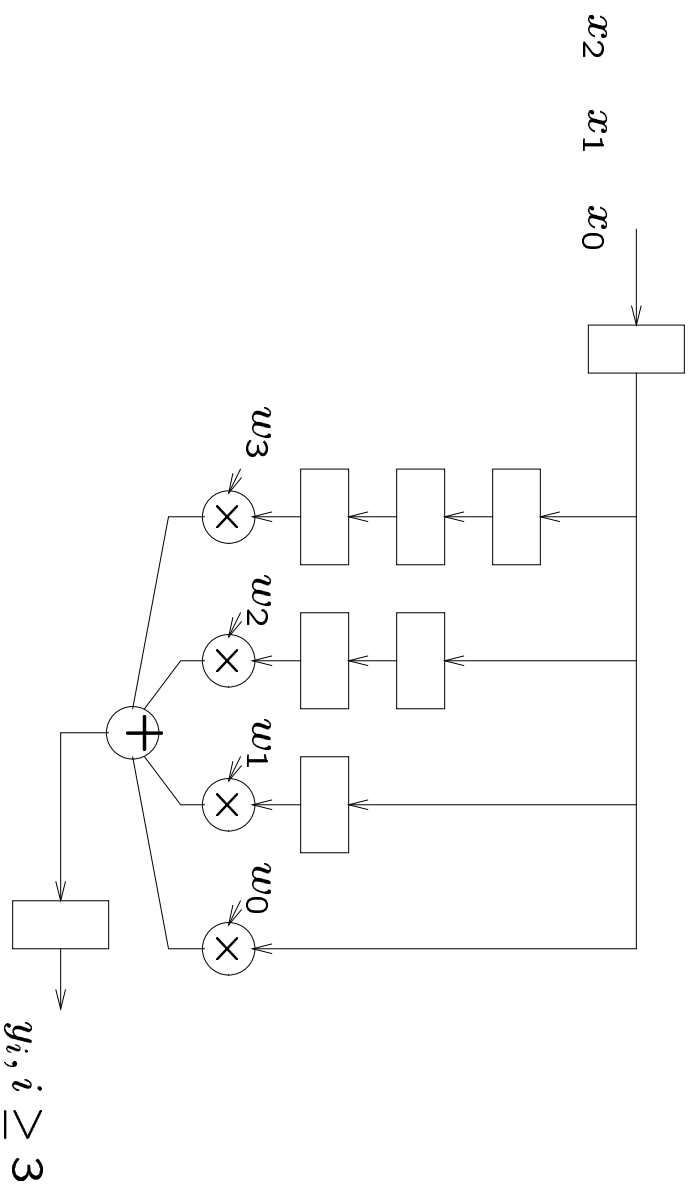 x₂ x₁ x₀
w₃ w₂ w₁ w₀
× × × ×
+
yᵢ, i ≥ 3